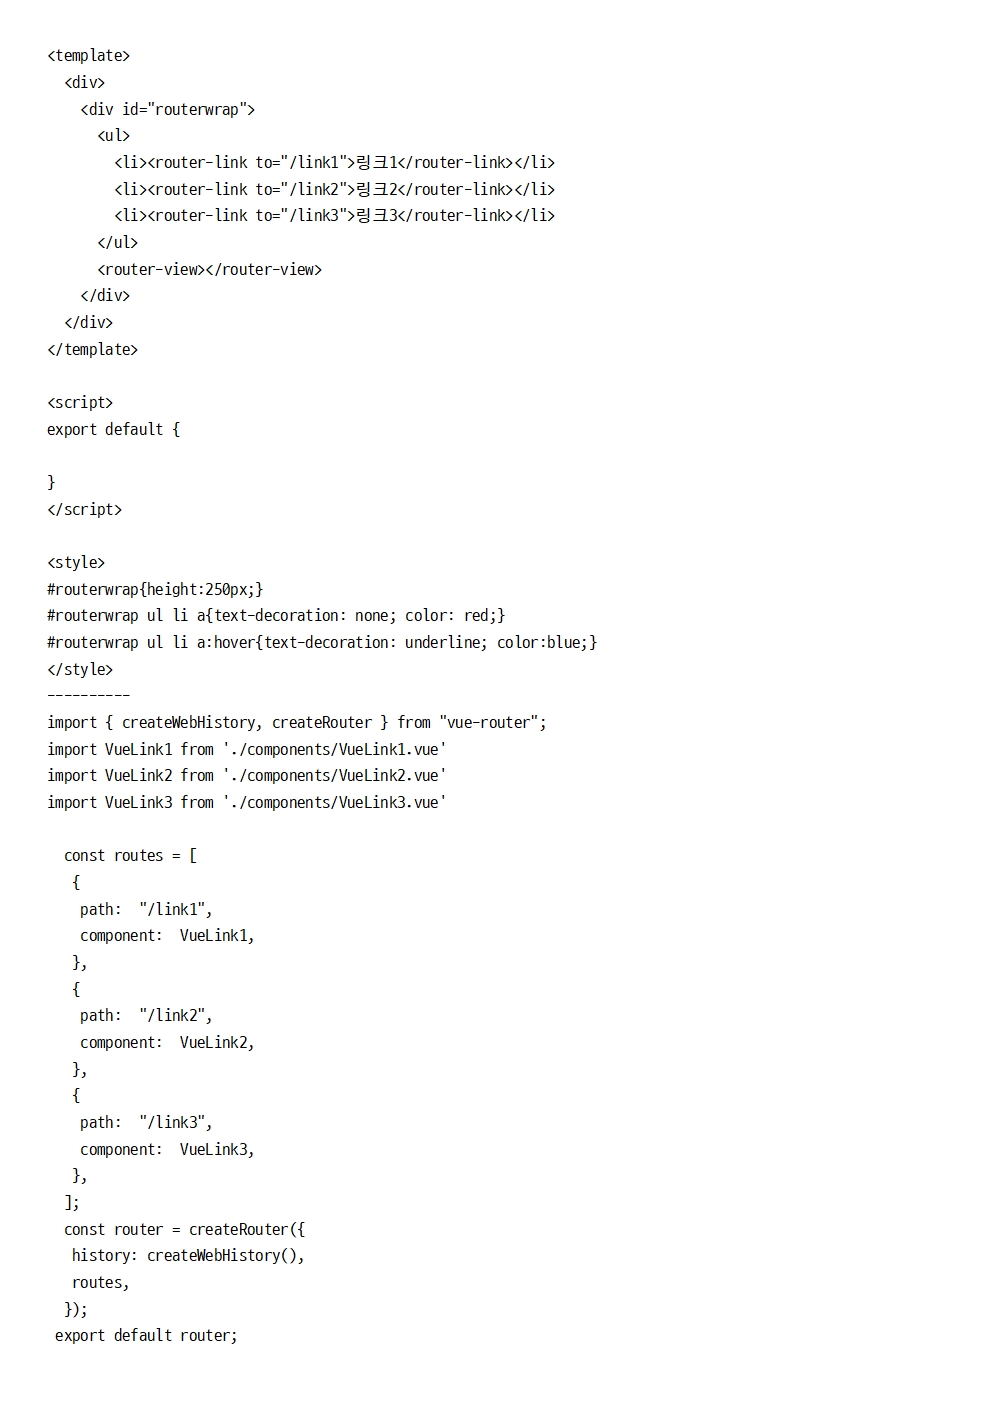 <template>
  <div>
    <div id="routerwrap">
      <ul>
        <li><router-link to="/link1">링크1</router-link></li>
        <li><router-link to="/link2">링크2</router-link></li>
        <li><router-link to="/link3">링크3</router-link></li>
      </ul>
      <router-view></router-view>
    </div>
  </div>
</template>

<script>
export default {

}
</script>

<style>
#routerwrap{height:250px;}
#routerwrap ul li a{text-decoration: none; color: red;}
#routerwrap ul li a:hover{text-decoration: underline; color:blue;}
</style>
----------
import { createWebHistory, createRouter } from "vue-router";
import VueLink1 from './components/VueLink1.vue'
import VueLink2 from './components/VueLink2.vue'
import VueLink3 from './components/VueLink3.vue'

  const routes = [
   {
    path:  "/link1",
    component:  VueLink1,
   },
   {
    path:  "/link2",
    component:  VueLink2,
   },
   {
    path:  "/link3",
    component:  VueLink3,
   },
  ];
  const router = createRouter({
   history: createWebHistory(),
   routes,
  });
 export default router;